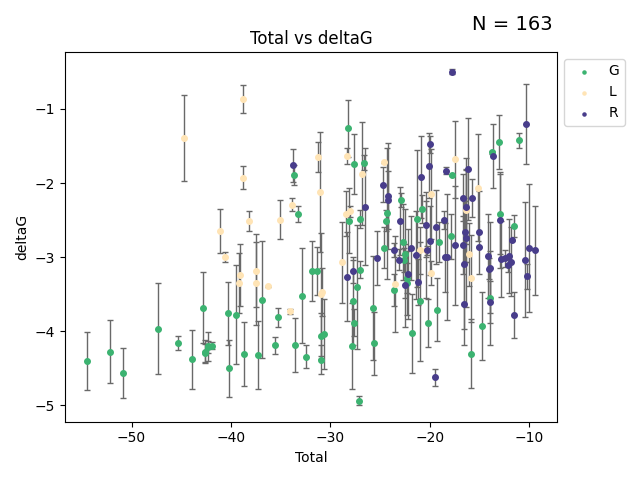 N = 163
Total vs deltaG
G
L
R
deltaG
−1
−2
−3
−4
−5
−50 −40 −30 −20 −10
Total